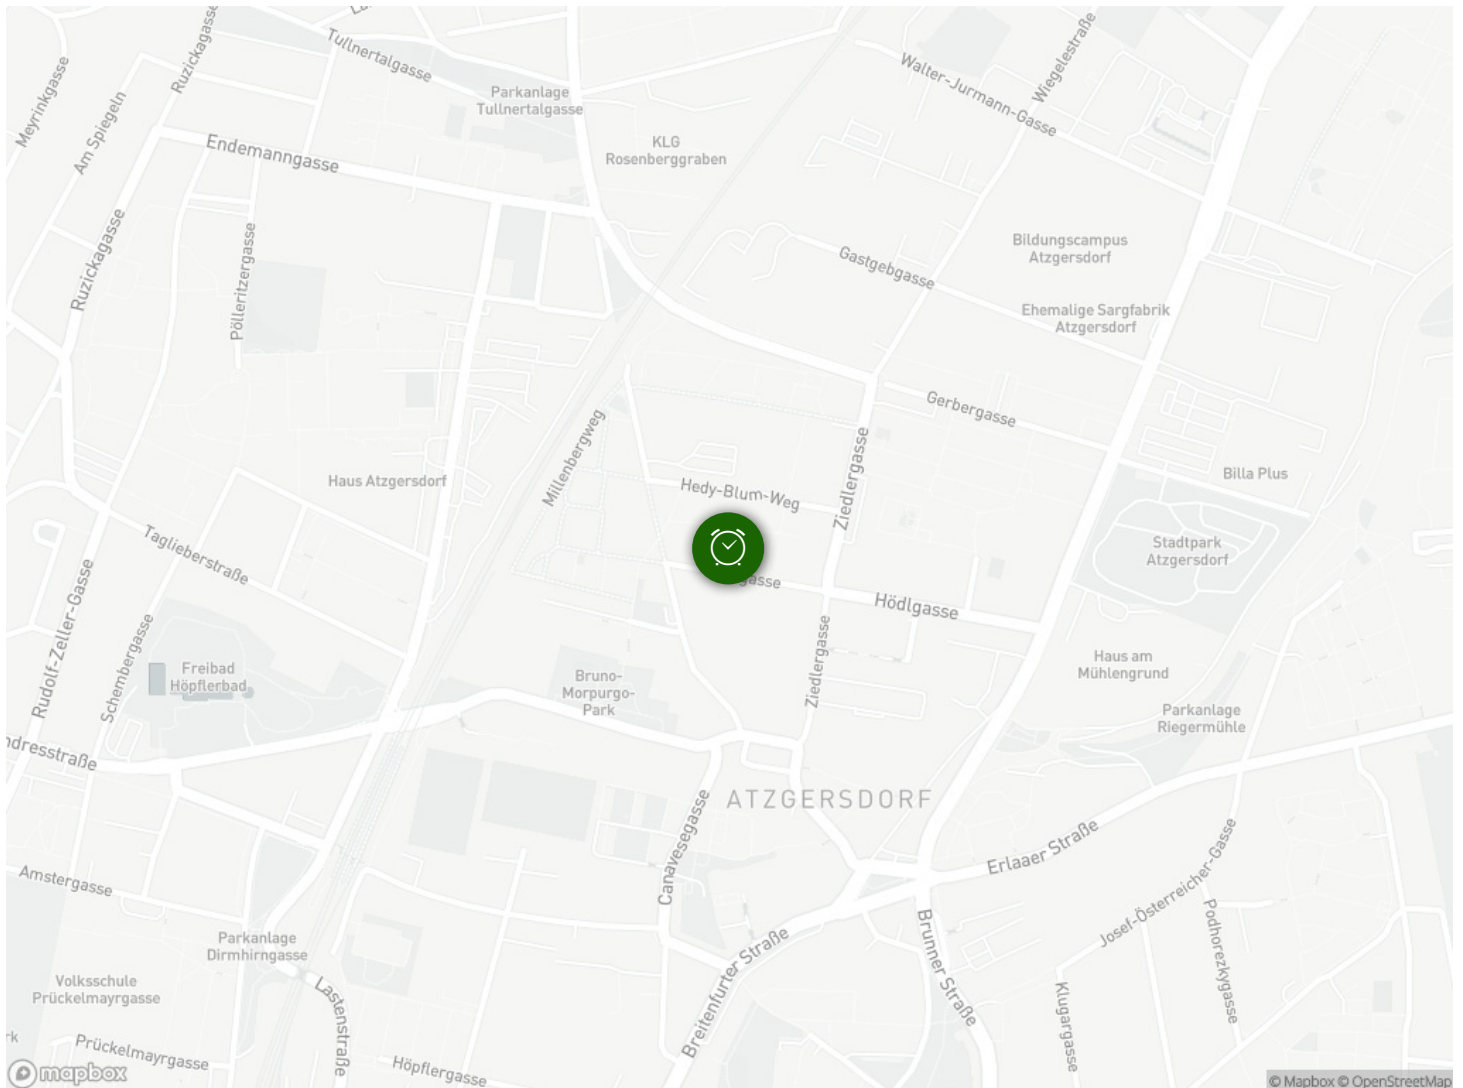 Tullnertalgasse
Ruzickagasse
Meyrinkgasse
Am Spiegeln
Parkanlage
Tullnertalgasse
Walter-Jurmann-Gasse
Wiegelestraße
KLG
Rosenberggraben
Endemanngasse
Ruzickagasse
Pölleritzergasse
Bildungscampus
Atzgersdorf
Gastgebgasse
Ehemalige Sargfabrik
Atzgersdorf
Gerbergasse
Millenbergweg
Haus Atzgersdorf
Hedy-Blum-Weg
Ziedlergasse
Billa Plus
Stadtpark
Atzgersdorf
Taglieberstraße
gasse
Hödlgasse
Rudolf-Zeller-Gasse
Schembergasse
Freibad
Höpflerbad
Bruno-
Morpurgo-
Park
Ziedlergasse
Haus am
Mühlengrund
Parkanlage
Riegermühle
ndresstraße
ATZGERSDORF
Canavesegasse
Erlaaer Straße
Josef-Österreicher-Gasse
Podhorezkygasse
Amstergasse
Parkanlage
Dirmhirngasse
Breitenfurter Straße
Brunner Straße
Klugargasse
Volksschule
Prückelmayrgasse
Lastenstraße
rk
Prückelmayrgasse
Höpflergasse
mapbox
© Mapbox © OpenStreetMap